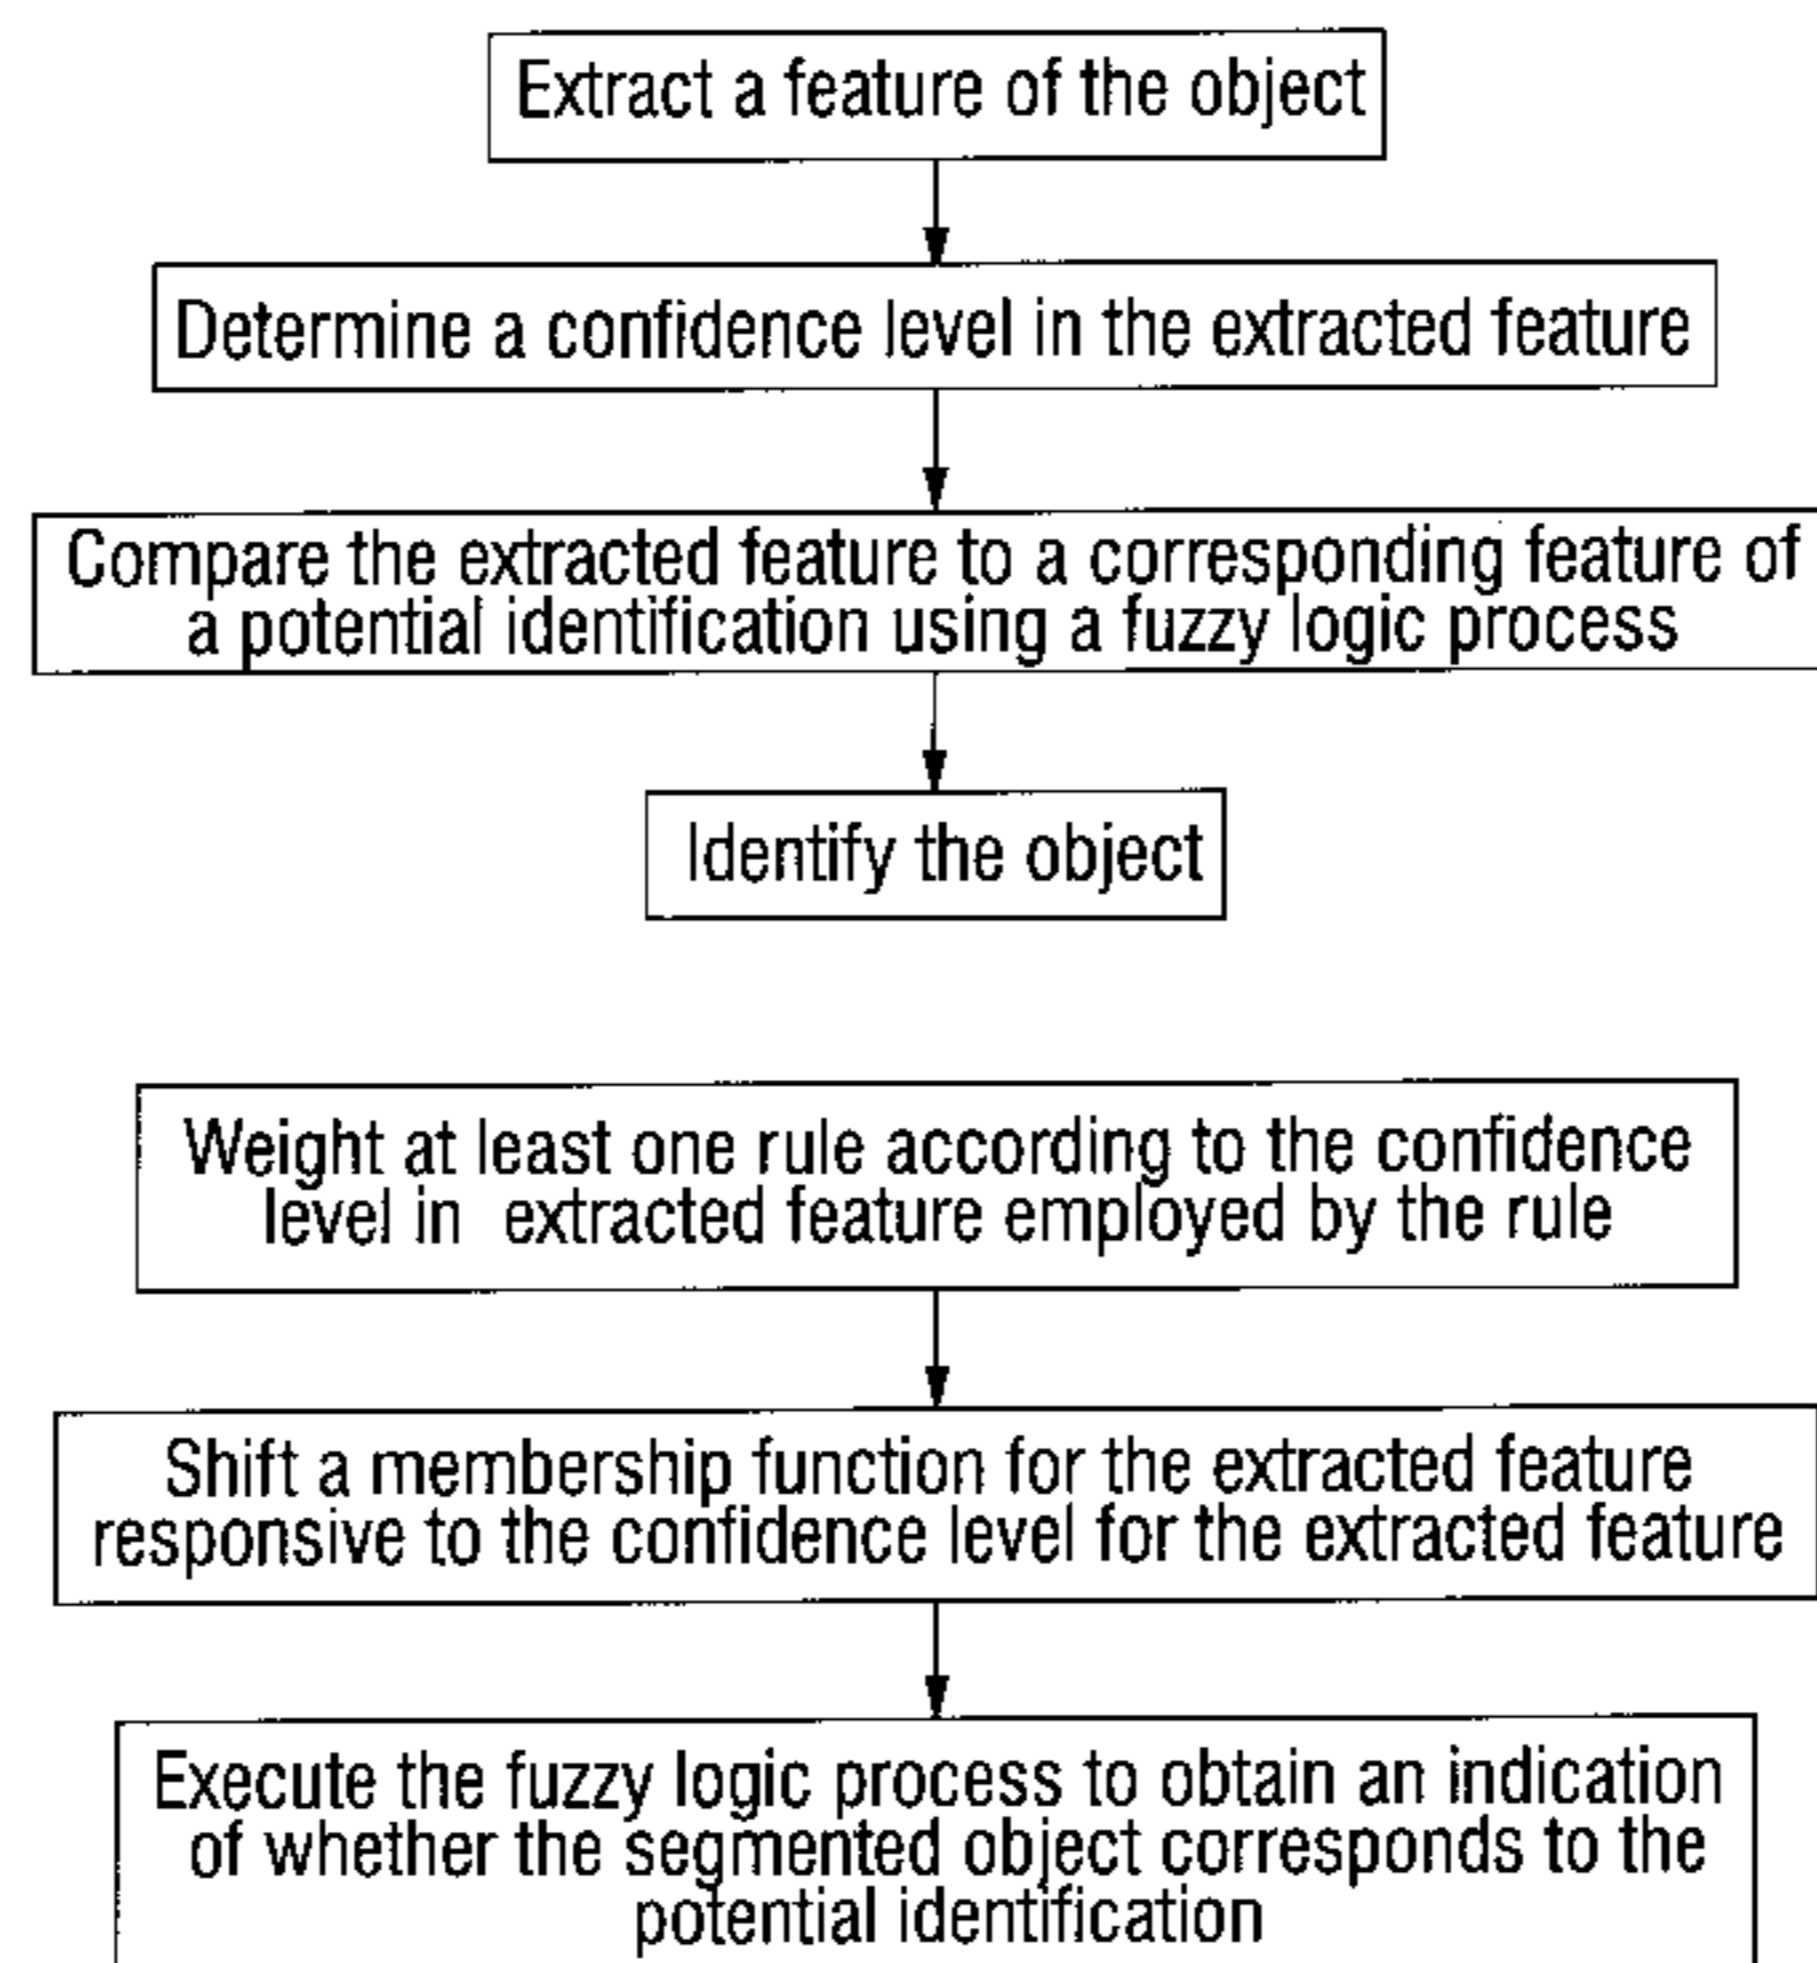 Extract a feature of the object
Determine a confidence level in the extracted feature
Compare the extracted feature to a corresponding feature of
a potential identification using a fuzzy logic process
Identify the object
Weight at least one rule according to the confidence
level in extracted feature employed by the rule
Shift a membership function for the extracted feature
responsive to the confidence level for the extracted feature
Execute the fuzzy logic process to obtain an indication
of whether the segmented object corresponds to the
potential identification